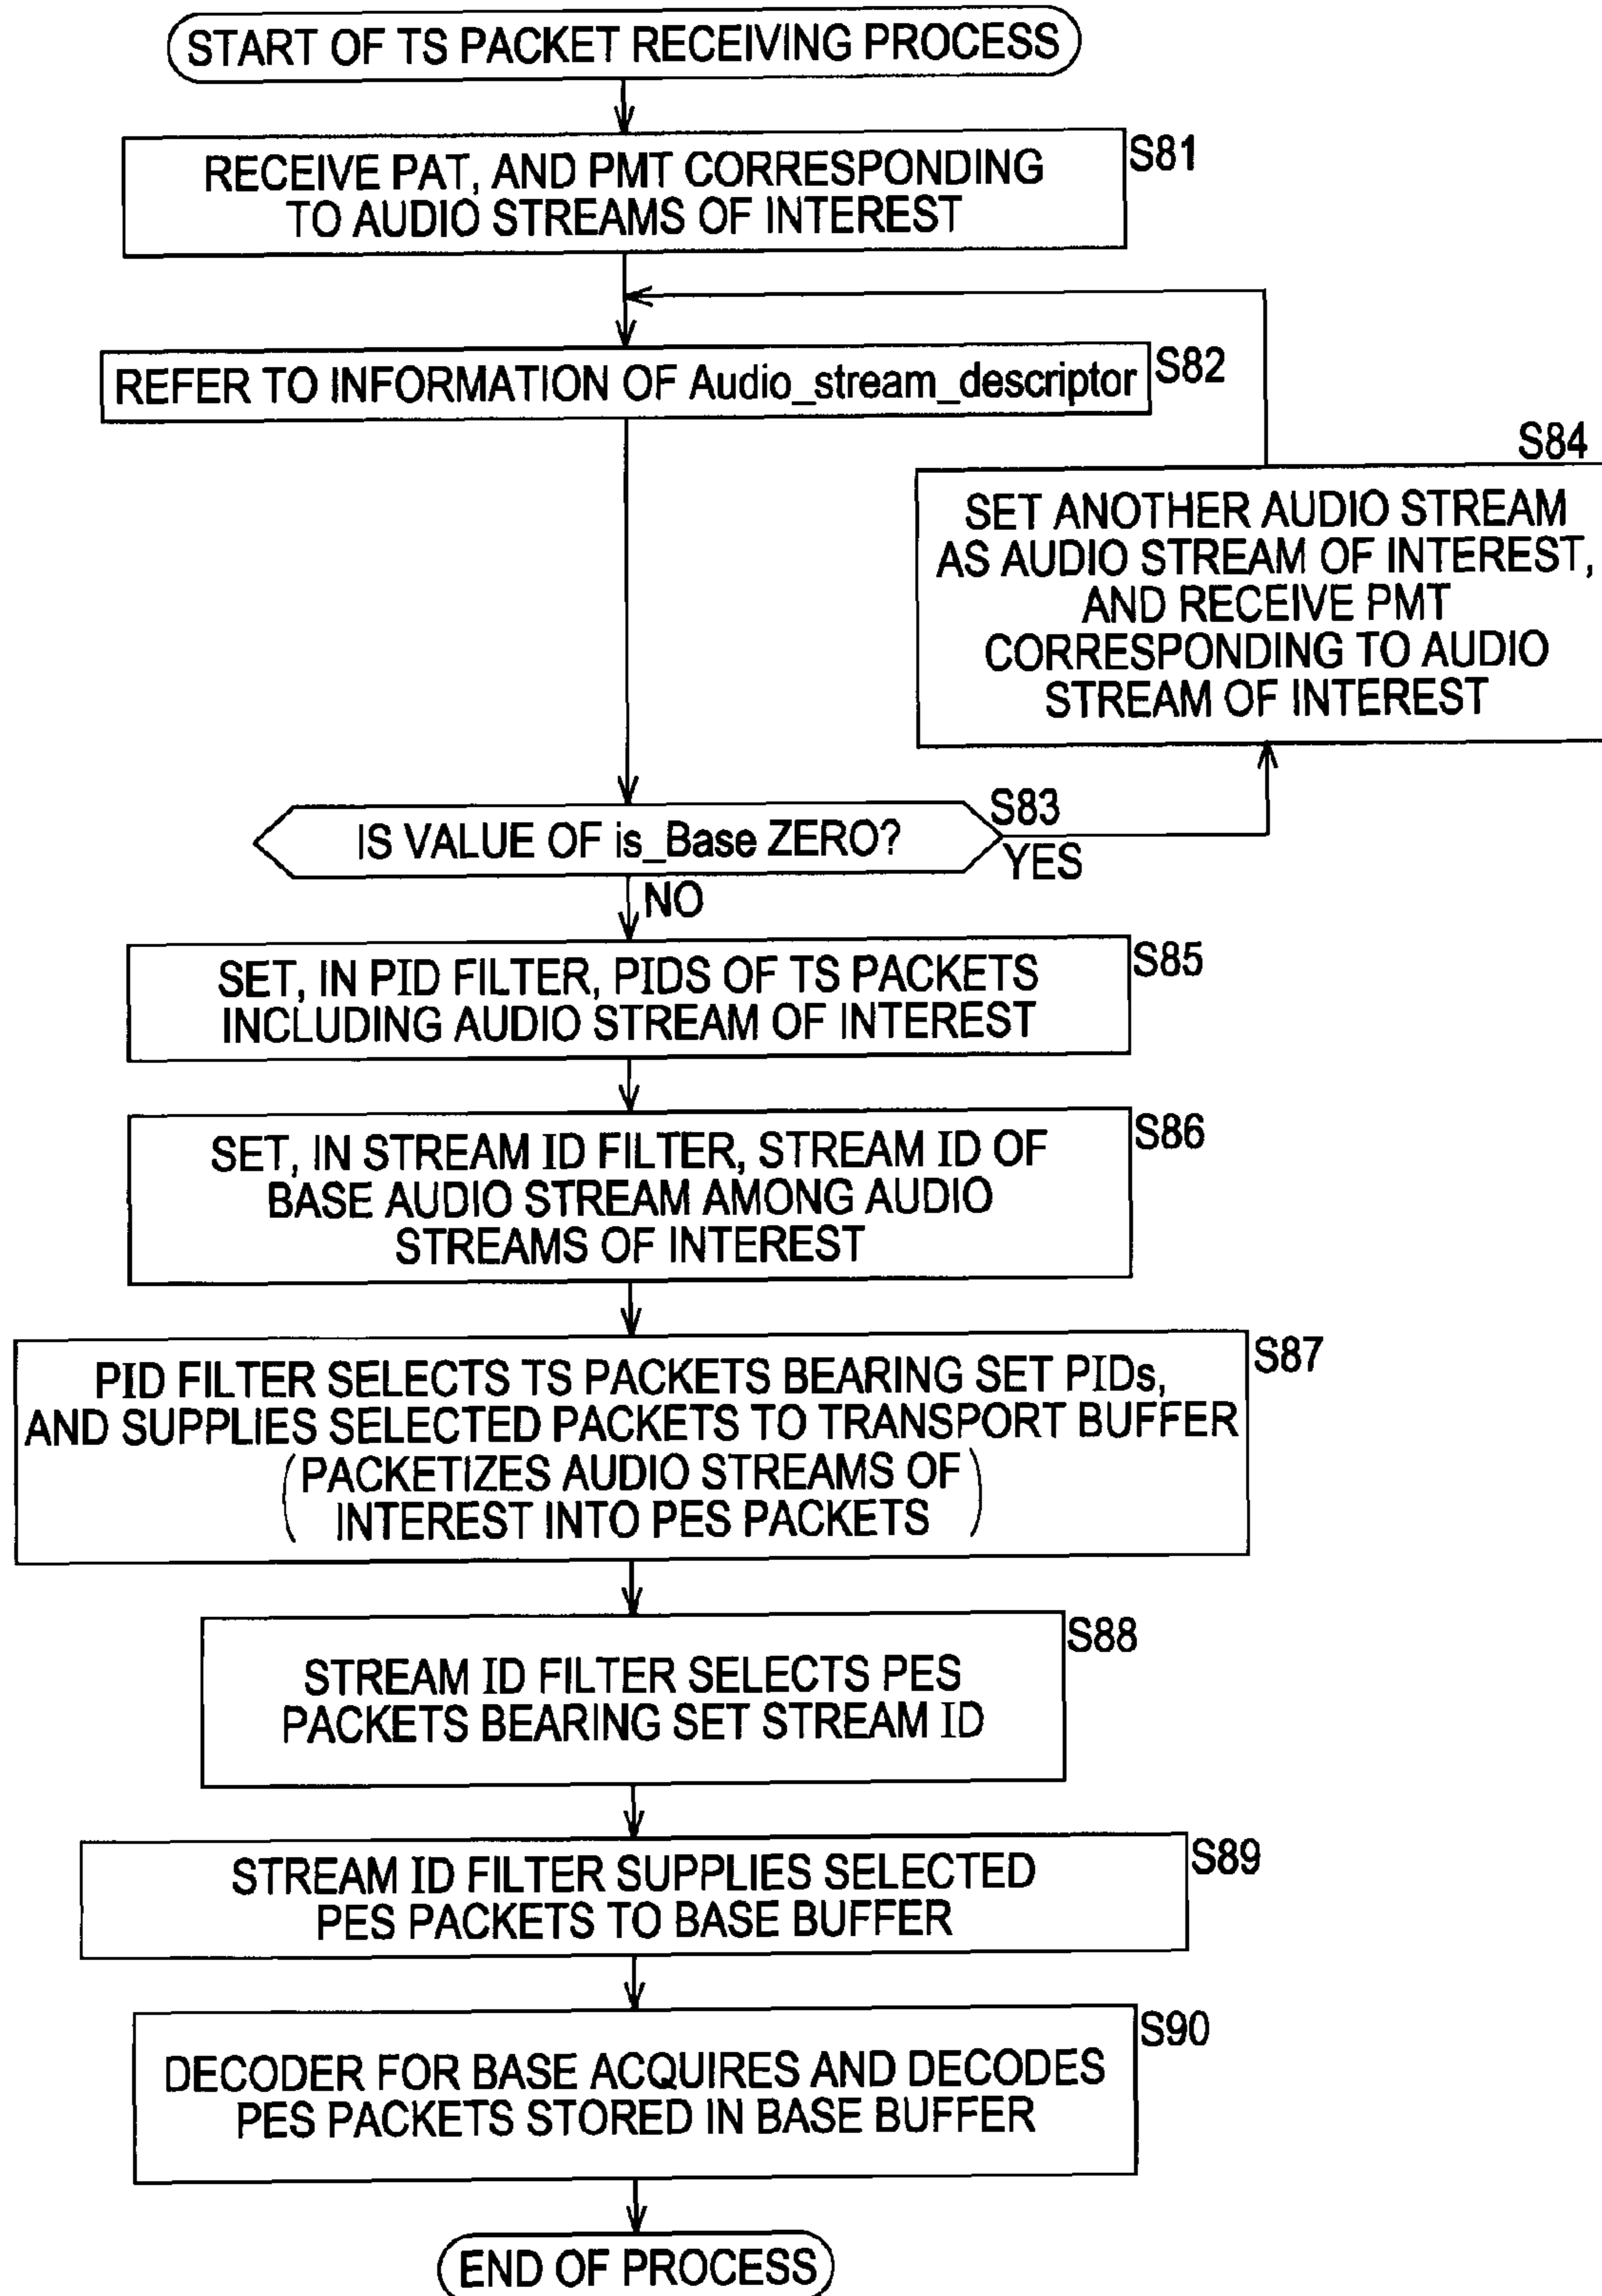 START OF TS PACKET RECEIVING PROCESS
S81
RECEIVE PAT, AND PMT CORRESPONDING
TO AUDIO STREAMS OF INTEREST
S82
REFER TO INFORMATION OF Audio_stream_descriptor
S84
SET ANOTHER AUDIO STREAM
AS AUDIO STREAM OF INTEREST,
AND RECEIVE PMT
CORRESPONDING TO AUDIO
STREAM OF INTEREST
S83
IS VALUE OF is_Base ZERO?
YES
NO
S85
SET, IN PID FILTER, PIDS OF TS PACKETS
INCLUDING AUDIO STREAM OF INTEREST
S86
SET, IN STREAM ID FILTER, STREAM ID OF
BASE AUDIO STREAM AMONG AUDIO
STREAMS OF INTEREST
S87
PID FILTER SELECTS TS PACKETS BEARING SET PIDs,
AND SUPPLIES SELECTED PACKETS TO TRANSPORT BUFFER
(PACKETIZES AUDIO STREAMS OF
INTEREST INTO PES PACKETS)
S88
STREAM ID FILTER SELECTS PES
PACKETS BEARING SET STREAM ID
S89
STREAM ID FILTER SUPPLIES SELECTED
PES PACKETS TO BASE BUFFER
S90
DECODER FOR BASE ACQUIRES AND DECODES
PES PACKETS STORED IN BASE BUFFER
END OF PROCESS